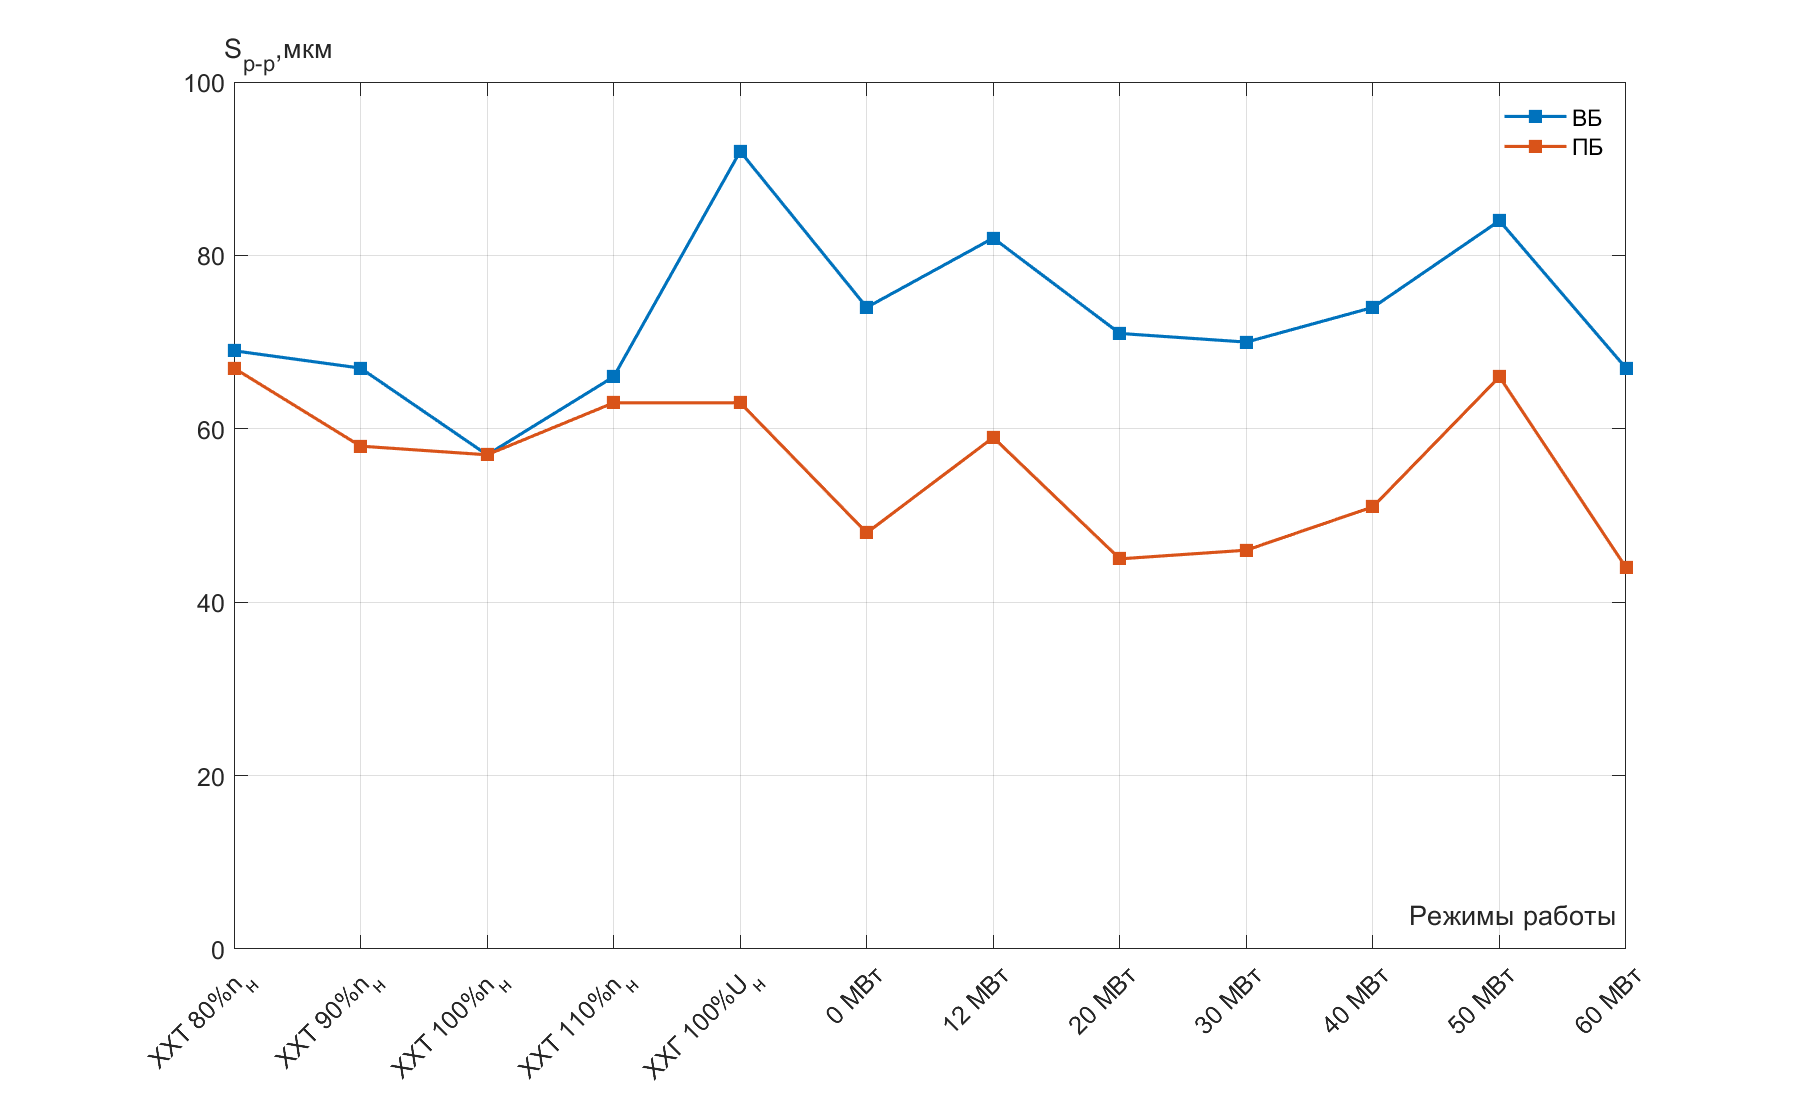 Sp-p,мкм
100
80
60
40
20
0
ВБ
ПБ
Режимы работы
ХХТ 80%nн
ХХТ 90%nн
ХХТ 100%nн
ХХТ 110%nн
ХХГ 100%Uн
0 МВт
12 МВт
20 МВт
30 МВт
40 МВт
50 МВт
60 МВт